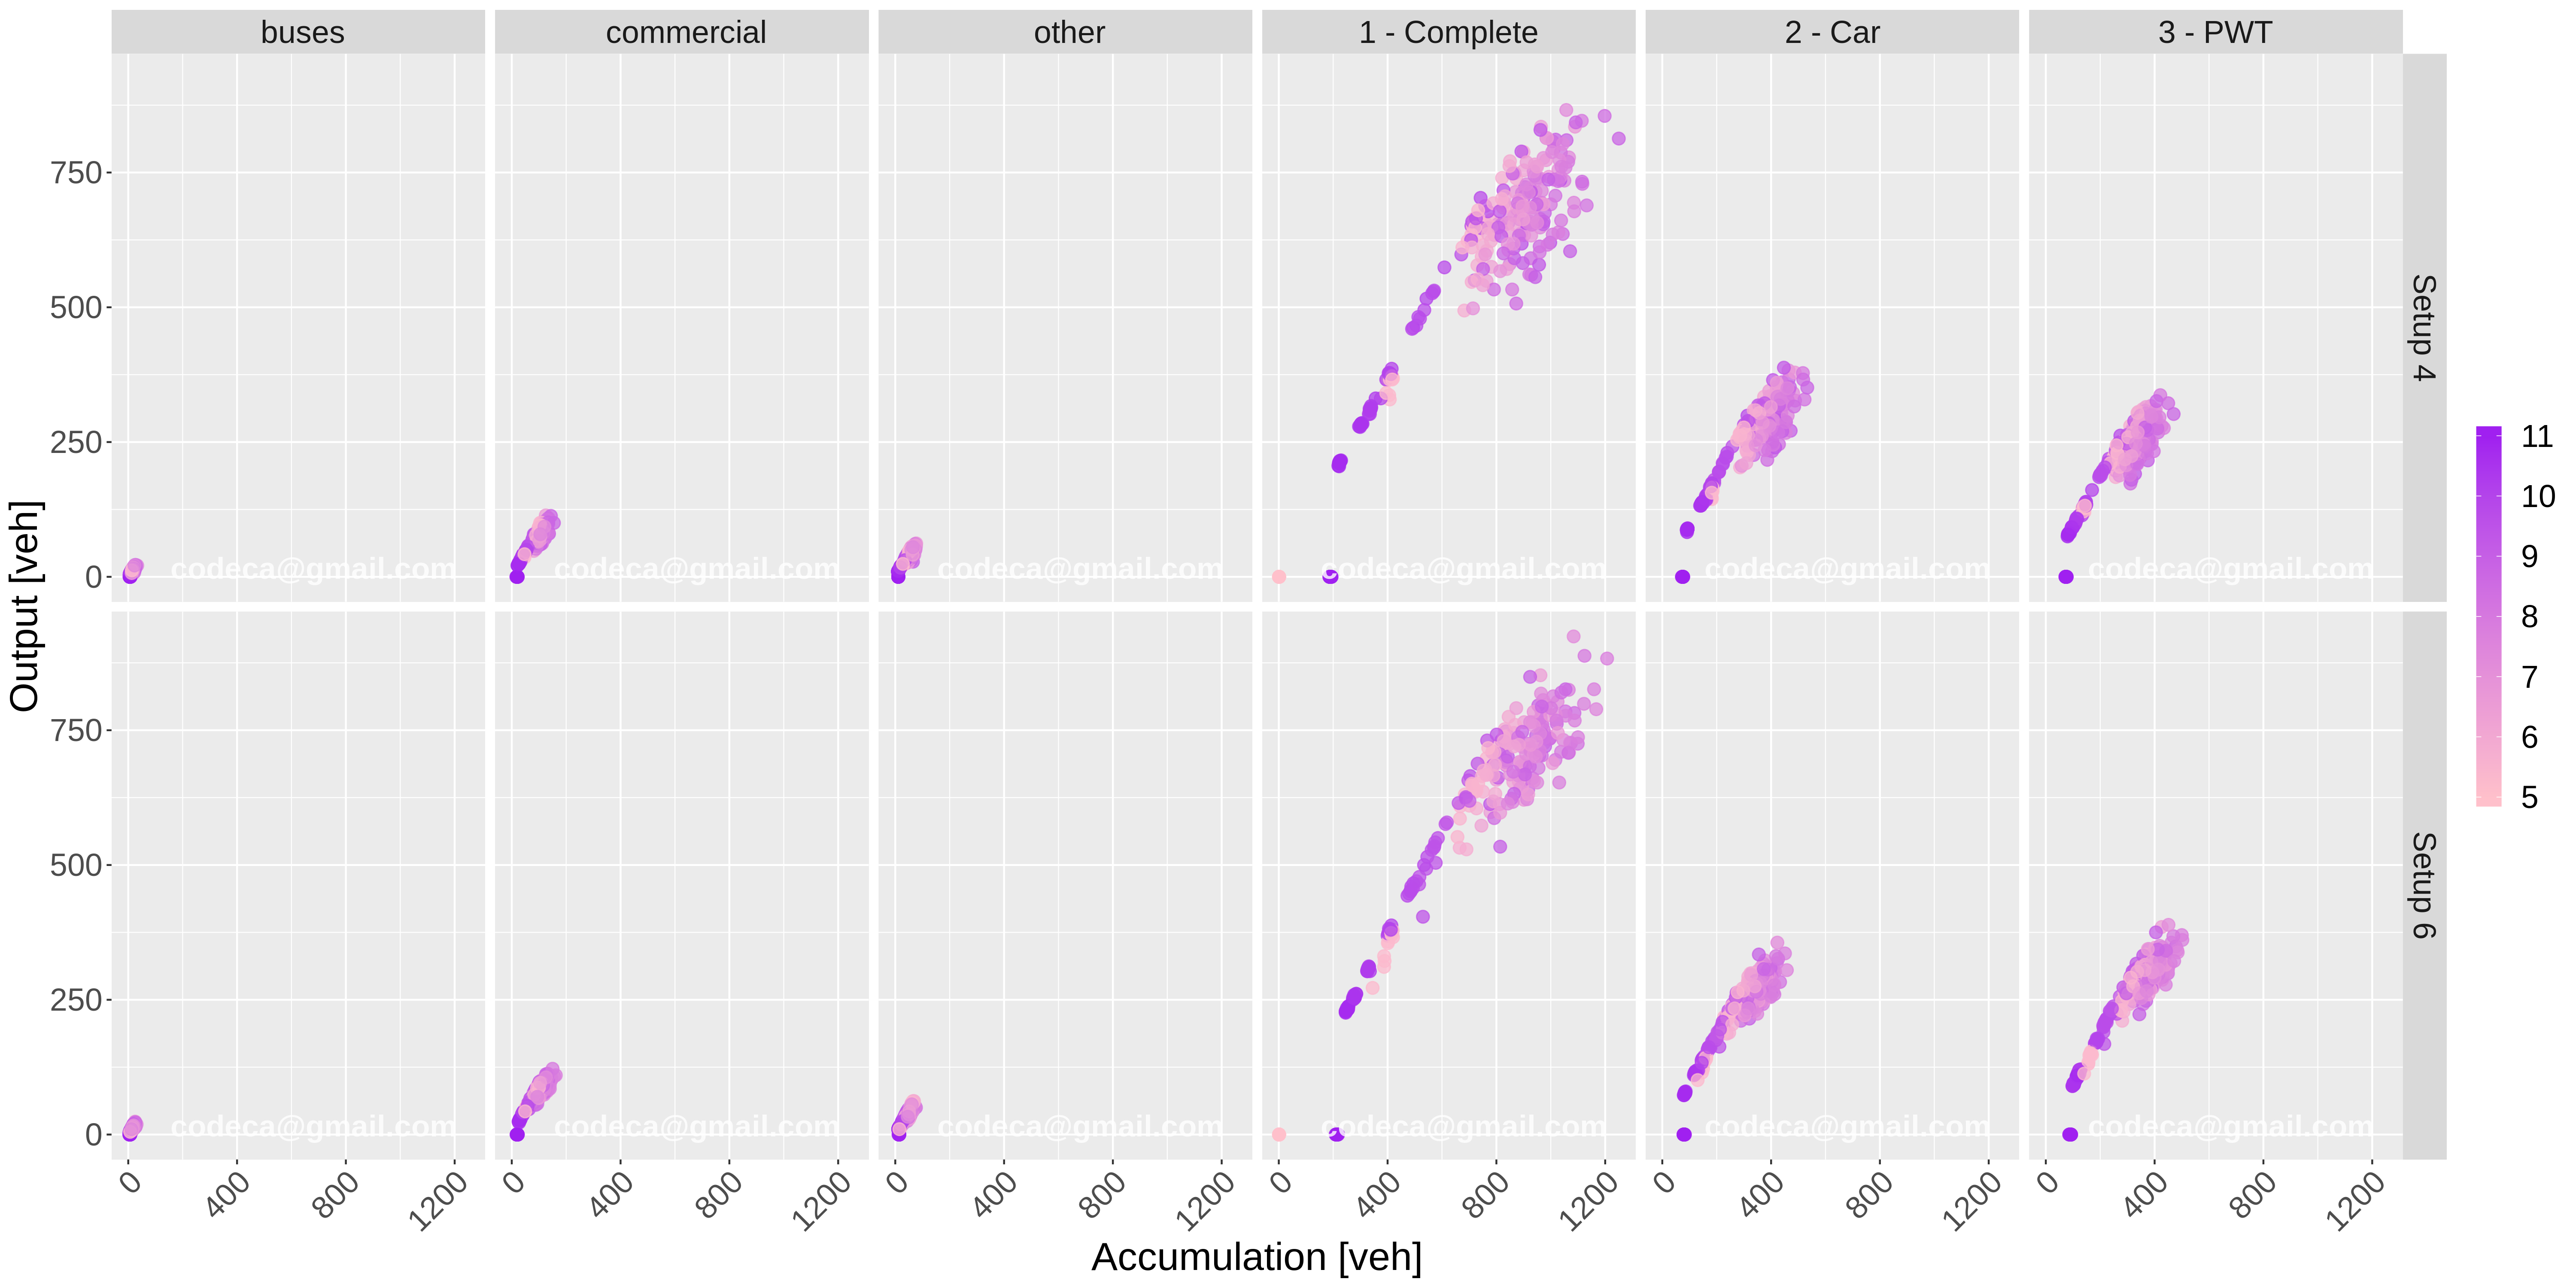 buses commercial other 1 - Complete 2 - Car 3 - PWT
Output [veh]
750
500
250
0
codeca@gmail.com codeca@gmail.com codeca@gmail.com codeca@gmail.com codeca@gmail.com codeca@gmail.com
Setup 4
750
500
250
0
codeca@gmail.com codeca@gmail.com codeca@gmail.com codeca@gmail.com codeca@gmail.com codeca@gmail.com
Setup 6
0 400 800 1200 0 400 800 1200 0 400 800 1200 0 400 800 1200 0 400 800 1200 0 400 800 1200
Accumulation [veh]
11
10
9
8
7
6
5